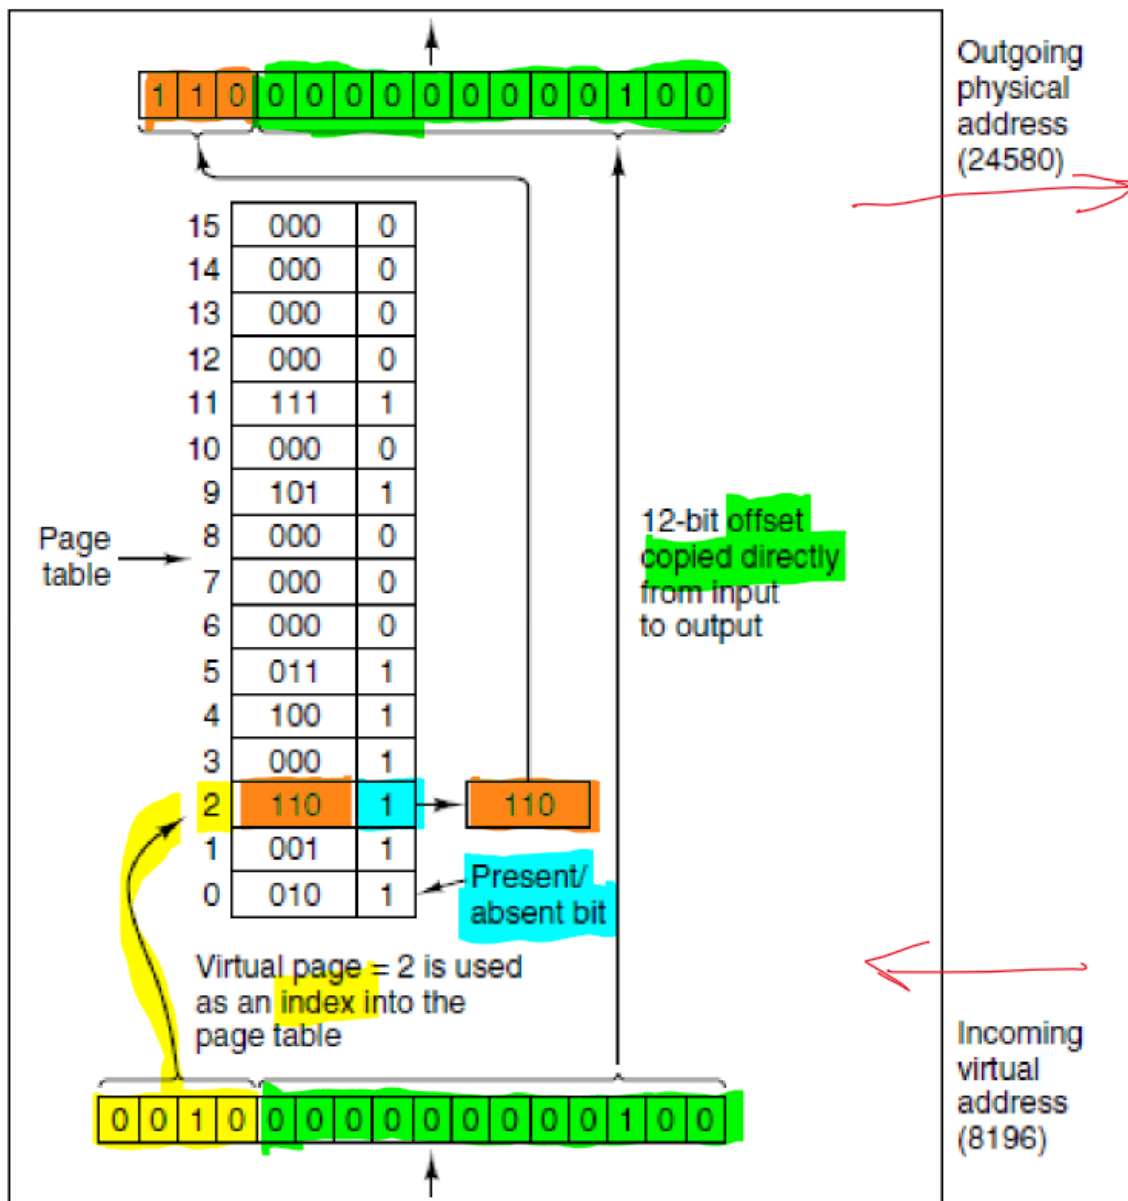 1 1 0 0 0 0 0 0 0 0 0 0 1 0 0
Outgoing
physical
address
(24580)
15 000 0
14 000 0
13 000 0
12 000 0
11 111 1
10 000 0
9 101 1
8 000 0
7 000 0
6 000 0
5 011 1
4 100 1
3 000 1
2 110 1 110
1 001 1
0 010 1
Page
table
12-bit offset
copied directly
from input
to output
Present/
absent bit
Virtual page = 2 is used
as an index into the
page table
0 0 1 0 0 0 0 0 0 0 0 0 0 1 0 0
Incoming
virtual
address
(8196)